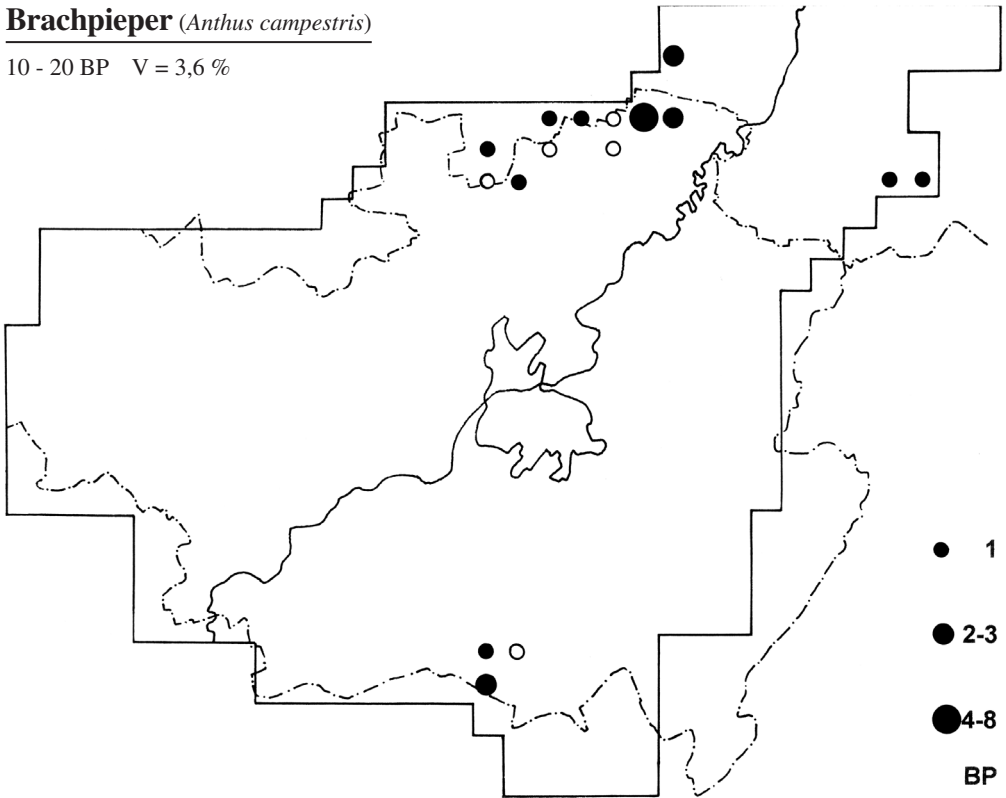 Brachpieper (Anthus campestris)
10 - 20 BP V = 3,6 %
1
2-3
4-8
BP